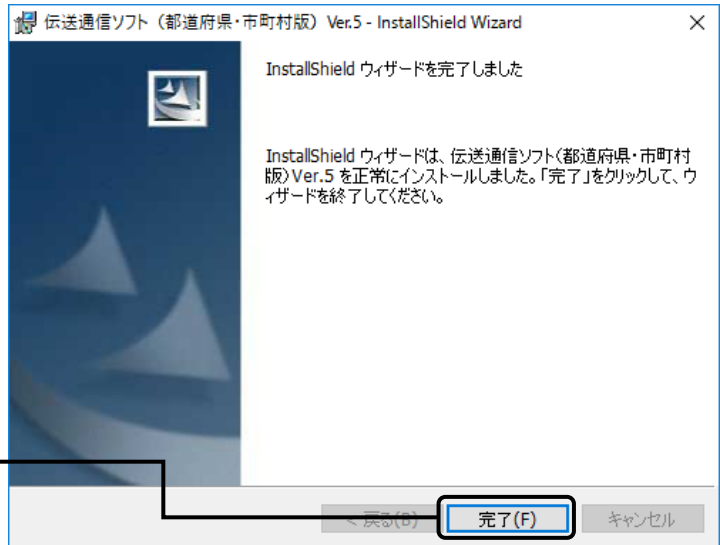 伝送通信ソフト（都道府県・市町村版）Ver.5 - InstallShield Wizard
InstallShield ウィザードを完了しました
InstallShield ウィザードは、伝送通信ソフト(都道府県・市町村
版)Ver.5 を正常にインストールしました。「完了」をクリックして、ウ
ィザードを終了してください。
< 戻る(B) 完了(F) キャンセル